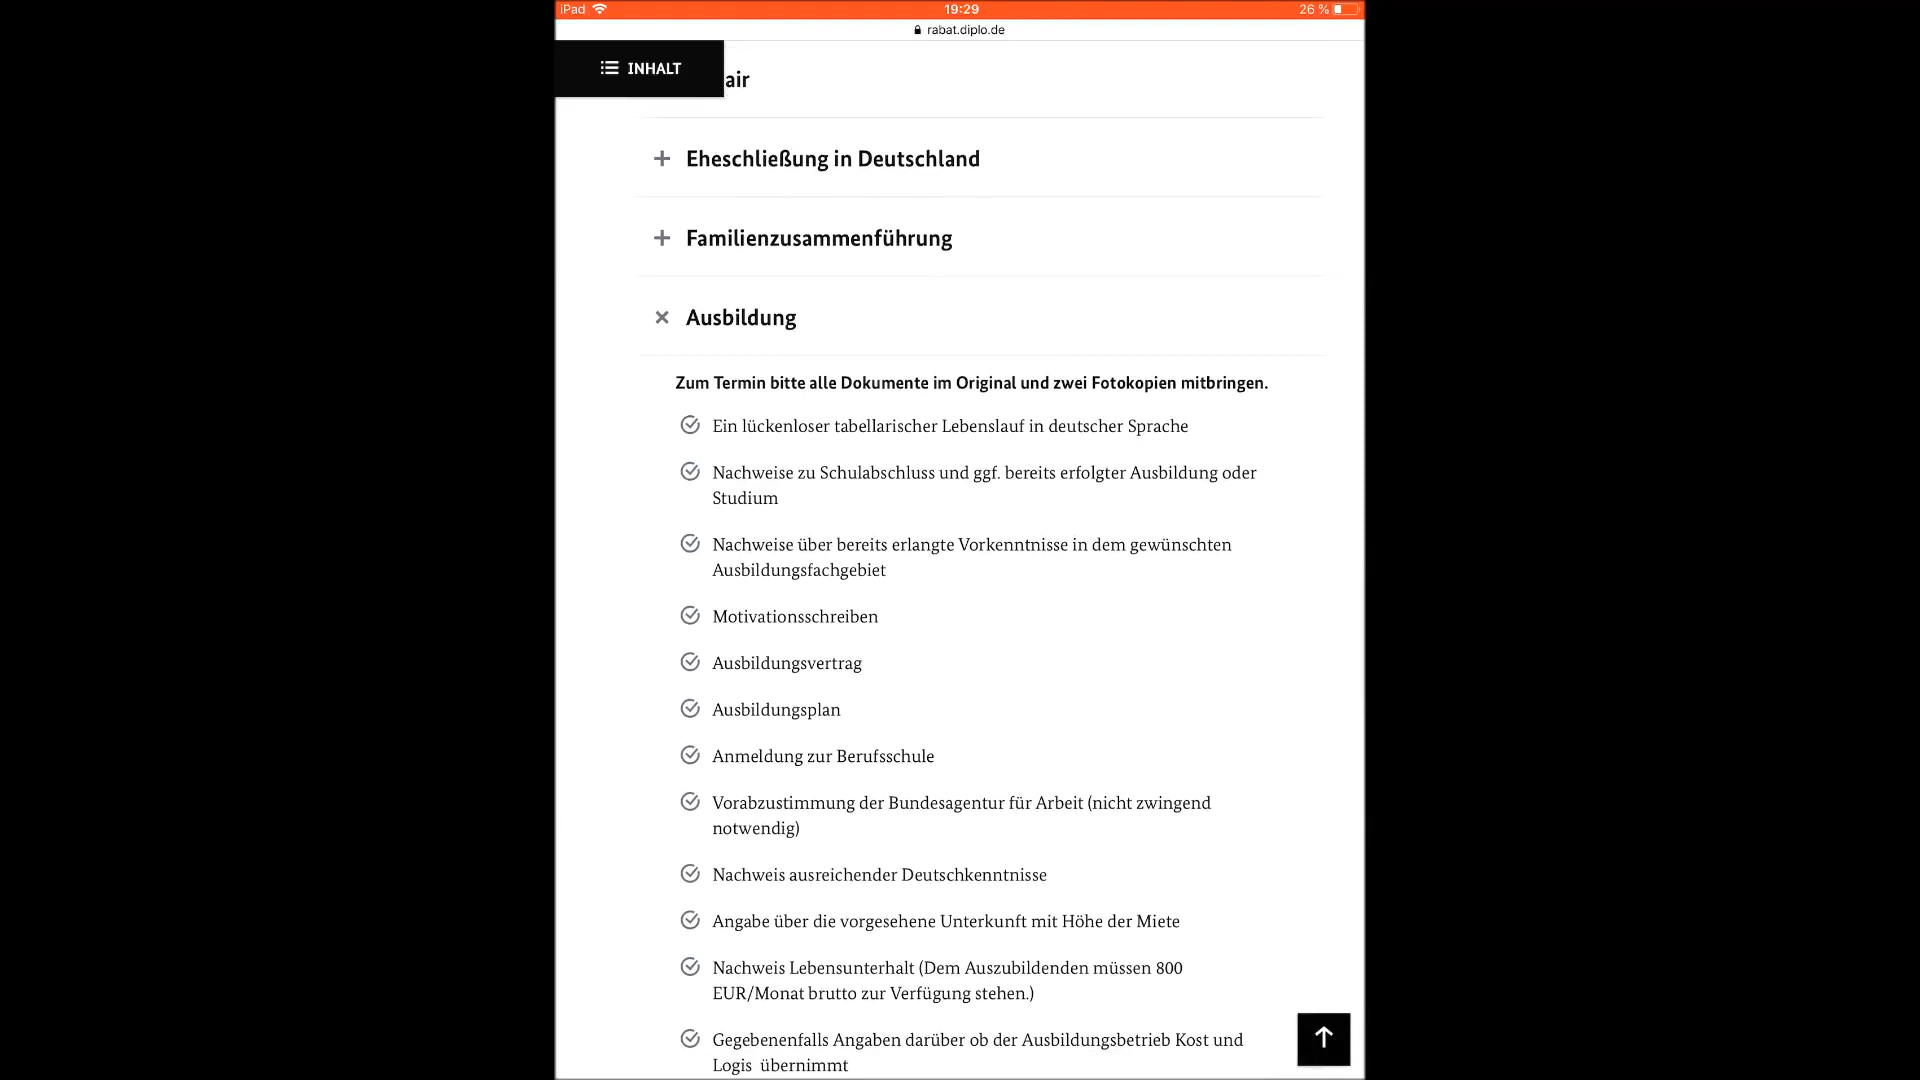 iPad
19:29
26 %
rabat.diplo.de
INHALT
air
Eheschließung in Deutschland
Familienzusammenführung
Ausbildung
Zum Termin bitte alle Dokumente im Original und zwei Fotokopien mitbringen.
Ein lückenloser tabellarischer Lebenslauf in deutscher Sprache
Nachweise zu Schulabschluss und ggf. bereits erfolgter Ausbildung oder
Studium
Nachweise über bereits erlangte Vorkenntnisse in dem gewünschten
Ausbildungsfachgebiet
Motivationsschreiben
Ausbildungsvertrag
Ausbildungsplan
Anmeldung zur Berufsschule
Vorabzustimmung der Bundesagentur für Arbeit (nicht zwingend
notwendig)
Nachweis ausreichender Deutschkenntnisse
Angabe über die vorgesehene Unterkunft mit Höhe der Miete
Nachweis Lebensunterhalt (Dem Auszubildenden müssen 800
EUR/Monat brutto zur Verfügung stehen.)
Gegebenenfalls Angaben darüber ob der Ausbildungsbetrieb Kost und
Logis übernimmt